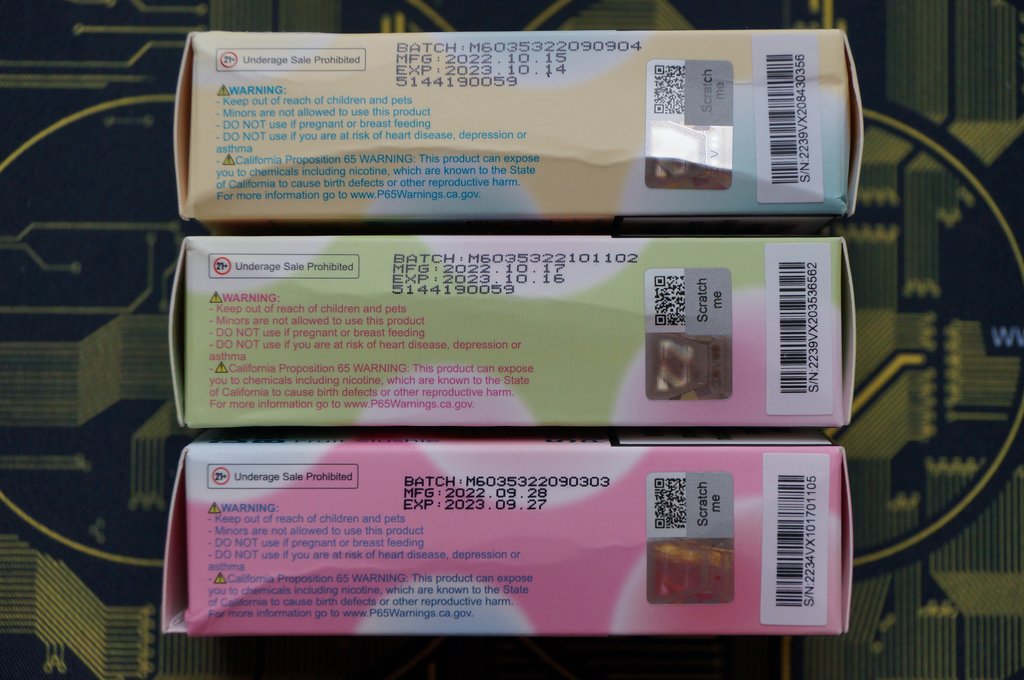 21+ Underage Sale Prohibited
BATCH:M6035322090904
MFG:2022.10.15
EXP:2023.10.14
5144190059
⚠WARNING:
- Keep out of reach of children and pets
- Minors are not allowed to use this product
- DO NOT use if pregnant or breast feeding
- DO NOT use if you are at risk of heart disease, depression or
asthma
- ⚠California Proposition 65 WARNING: This product can expose
you to chemicals including nicotine, which are known to the State
of California to cause birth defects or other reproductive harm.
For more information go to www.P65Warnings.ca.gov.
Scratch
me
S/N:2239VX208430356
21+ Underage Sale Prohibited
BATCH:M6035322101102
MFG:2022.10.17
EXP:2023.10.16
5144190059
⚠WARNING:
- Keep out of reach of children and pets
- Minors are not allowed to use this product
- DO NOT use if pregnant or breast feeding
- DO NOT use if you are at risk of heart disease, depression or
asthma
- ⚠California Proposition 65 WARNING: This product can expose
you to chemicals including nicotine, which are known to the State
of California to cause birth defects or other reproductive harm.
For more information go to www.P65Warnings.ca.gov.
Scratch
me
S/N:2239VX203536562
21+ Underage Sale Prohibited
BATCH:M6035322090303
MFG:2022.09.28
EXP:2023.09.27
⚠WARNING:
- Keep out of reach of children and pets
- Minors are not allowed to use this product
- DO NOT use if pregnant or breast feeding
- DO NOT use if you are at risk of heart disease, depression or
asthma
- ⚠California Proposition 65 WARNING: This product can expose
you to chemicals including nicotine, which are known to the State
of California to cause birth defects or other reproductive harm.
For more information go to www.P65Warnings.ca.gov.
Scratch
me
S/N:2234VX101701105